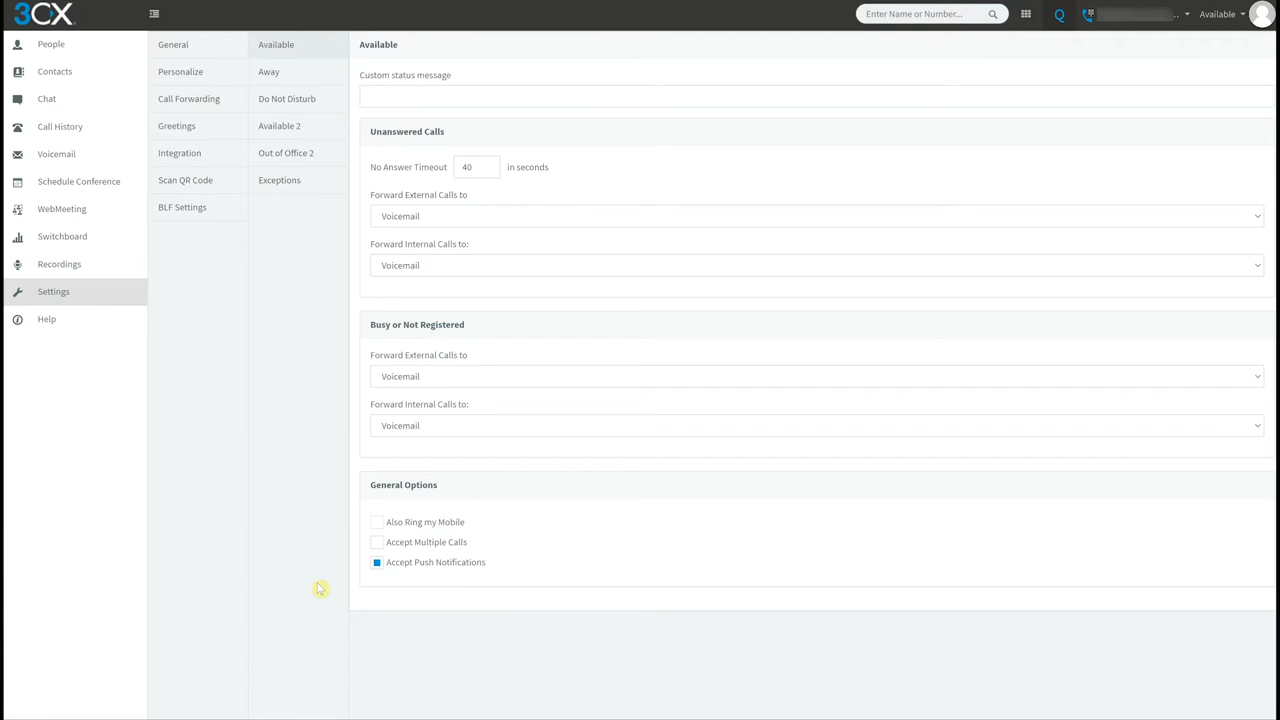 3CX
Enter Name or Number...
Available
People
Contacts
Chat
Call History
Voicemail
Schedule Conference
WebMeeting
Switchboard
Recordings
Settings
Help
General
Personalize
Call Forwarding
Greetings
Integration
Scan QR Code
BLF Settings
Available
Away
Do Not Disturb
Available 2
Out of Office 2
Exceptions
Available
Custom status message
Unanswered Calls
No Answer Timeout 40 in seconds
Forward External Calls to
Voicemail
Forward Internal Calls to:
Voicemail
Busy or Not Registered
Forward External Calls to
Voicemail
Forward Internal Calls to:
Voicemail
General Options
Also Ring my Mobile
Accept Multiple Calls
Accept Push Notifications